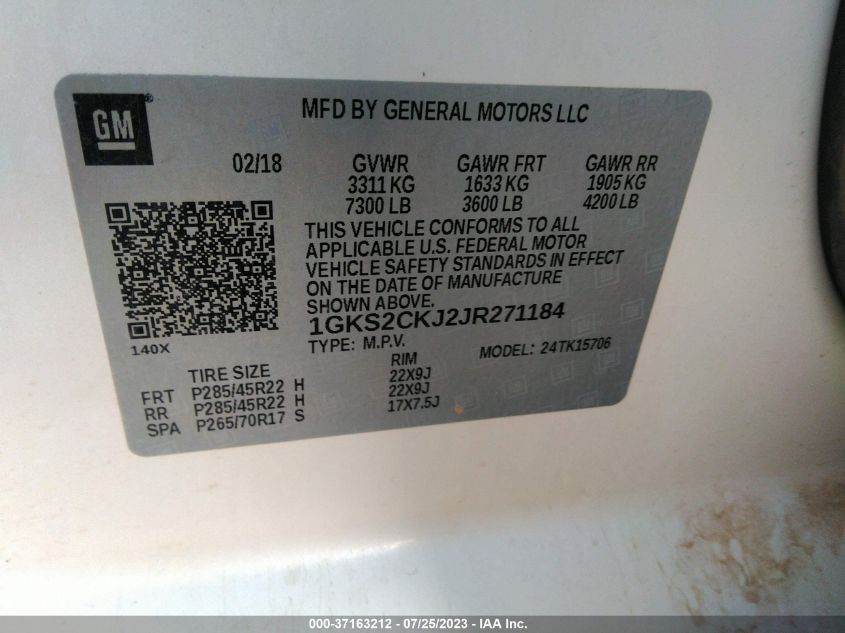 GM
MFD BY GENERAL MOTORS LLC
02/18 GVWR GAWR FRT GAWR RR
3311 KG 1633 KG 1905 KG
7300 LB 3600 LB 4200 LB
THIS VEHICLE CONFORMS TO ALL
APPLICABLE U.S. FEDERAL MOTOR
VEHICLE SAFETY STANDARDS IN EFFECT
ON THE DATE OF MANUFACTURE
SHOWN ABOVE.
1GKS2CKJ2JR271184
140X
TYPE: M.P.V. MODEL: 24TK15706
TIRE SIZE RIM
FRT P285/45R22 H 22X9J
RR P285/45R22 H 22X9J
SPA P265/70R17 S 17X7.5J
000-37163212 - 07/25/2023 - IAA Inc.